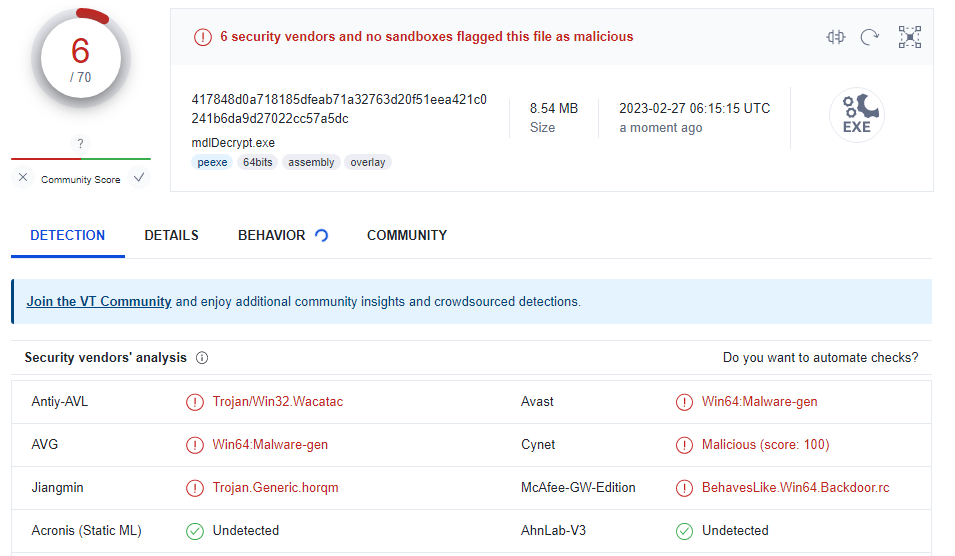 6
/ 70
?
Community Score
6 security vendors and no sandboxes flagged this file as malicious
417848d0a718185dfeab71a32763d20f51eea421c0
241b6da9d27022cc57a5dc
mdlDecrypt.exe
peexe 64bits assembly overlay
8.54 MB
Size
2023-02-27 06:15:15 UTC
a moment ago
EXE
DETECTION DETAILS BEHAVIOR COMMUNITY
Join the VT Community and enjoy additional community insights and crowdsourced detections.
Security vendors' analysis Do you want to automate checks?
Antiy-AVL Trojan/Win32.Wacatac Avast Win64:Malware-gen
AVG Win64:Malware-gen Cynet Malicious (score: 100)
Jiangmin Trojan.Generic.horqm McAfee-GW-Edition BehavesLike.Win64.Backdoor.rc
Acronis (Static ML) Undetected AhnLab-V3 Undetected